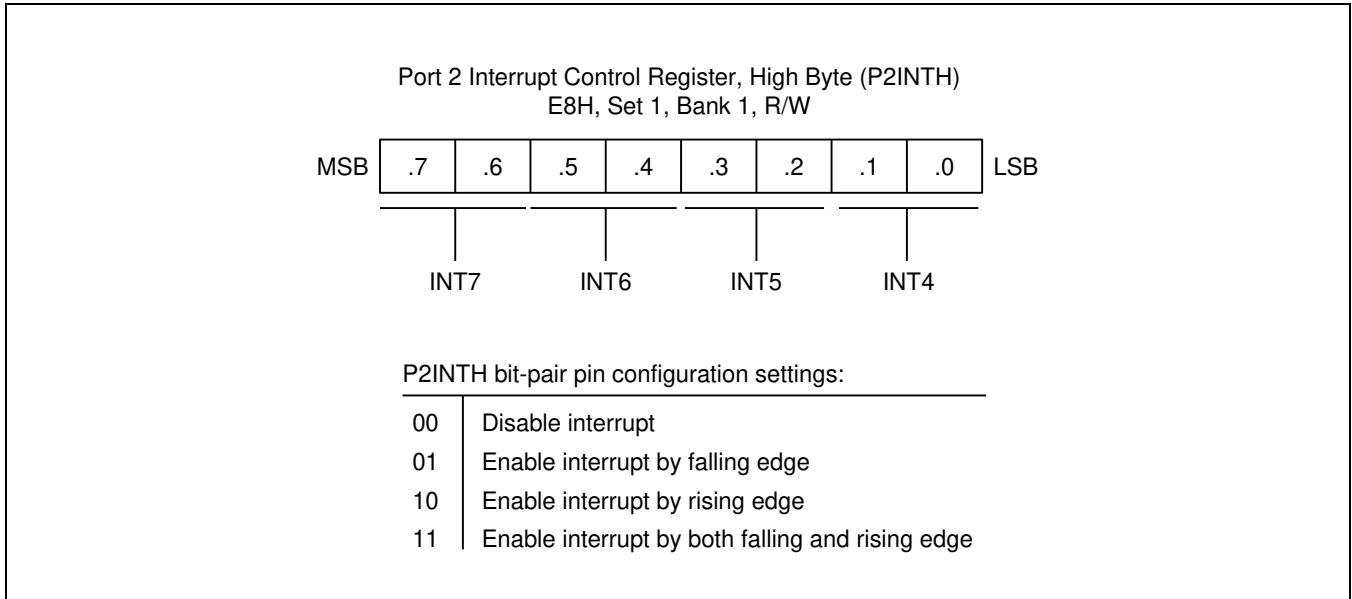 Port 2 Interrupt Control Register, High Byte (P2INTH)
E8H, Set 1, Bank 1, R/W
MSB .7 .6 .5 .4 .3 .2 .1 .0 LSB
INT7 INT6 INT5 INT4
P2INTH bit-pair pin configuration settings:
00 Disable interrupt
01 Enable interrupt by falling edge
10 Enable interrupt by rising edge
11 Enable interrupt by both falling and rising edge